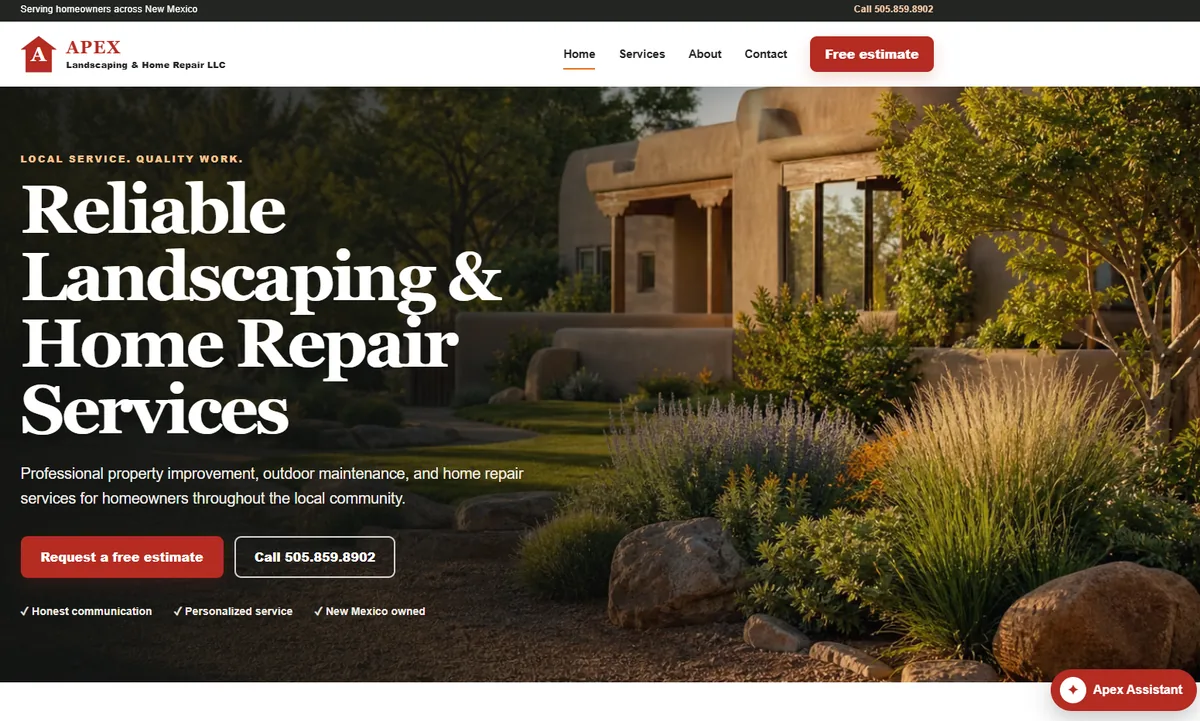 Serving homeowners across New Mexico
Call 505.859.8902
A
APEX
Landscaping & Home Repair LLC
Home
Services
About
Contact
Free estimate
LOCAL SERVICE. QUALITY WORK.
Reliable
Landscaping &
Home Repair
Services
Professional property improvement, outdoor maintenance, and home repair
services for homeowners throughout the local community.
Request a free estimate
Call 505.859.8902
✓ Honest communication
✓ Personalized service
✓ New Mexico owned
Apex Assistant